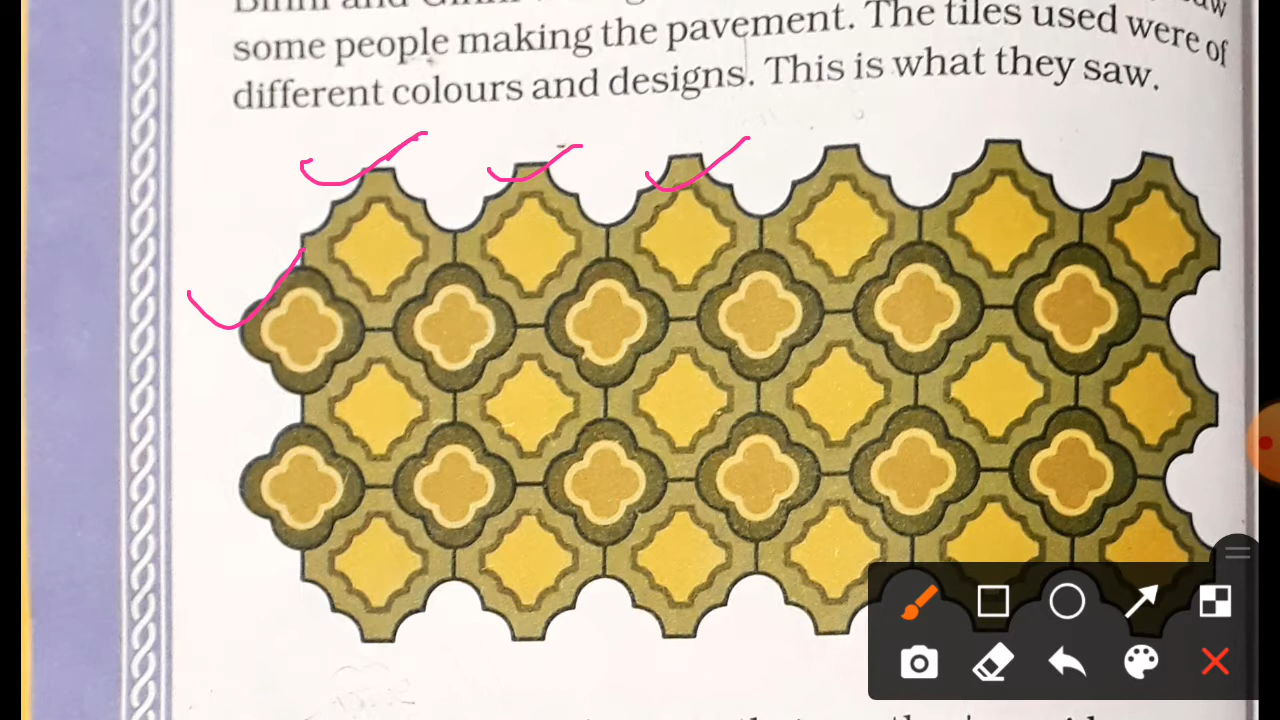 some people making the pavement. The tiles used were of
different colours and designs. This is what they saw.